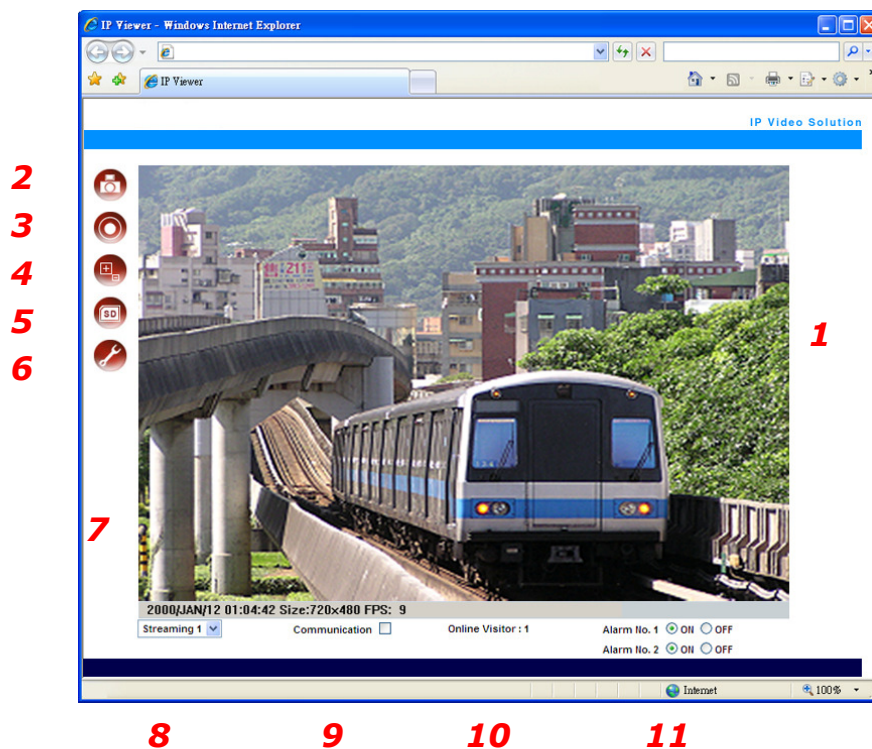 IP Viewer - Windows Internet Explorer
IP Viewer
IP Video Solution
2
3
4
5
6
1
7
SD
211
2000/JAN/12 01:04:42 Size:720x480 FPS: 9
Streaming 1
Communication
Online Visitor : 1
Alarm No. 1 ON OFF
Alarm No. 2 ON OFF
Internet
100%
8
9
10
11